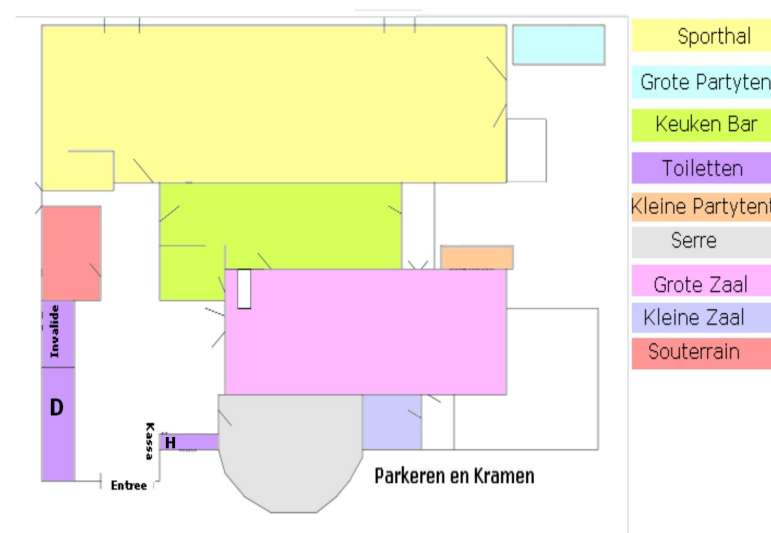 Sporthal
Grote Partyten
Keuken Bar
Toiletten
Kleine Partytent
Serre
Grote Zaal
Kleine Zaal
Souterrain
Invalide
D
Kassa
H
Entree
Parkeren en Kramen